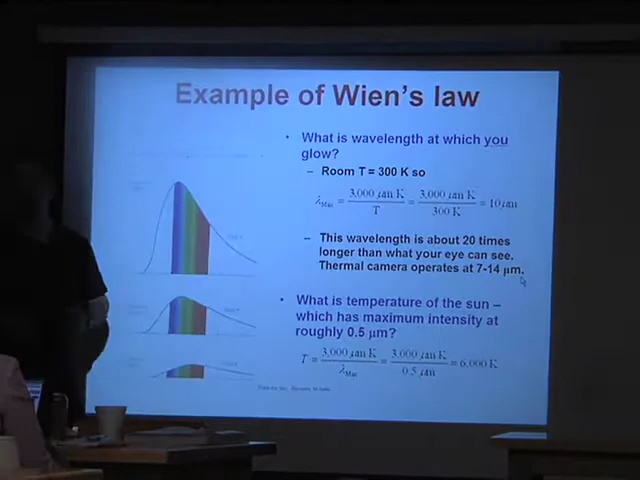 Example of Wien's law
• What is wavelength at which you
glow?
– Room T = 300 K so
λMax = 3,000 μm K / T = 3,000 μm K / 300 K = 10 μm
– This wavelength is about 20 times
longer than what your eye can see.
Thermal camera operates at 7-14 μm.
• What is temperature of the sun –
which has maximum intensity at
roughly 0.5 μm?
T = 3,000 μm K / λMax = 3,000 μm K / 0.5 μm = 6,000 K